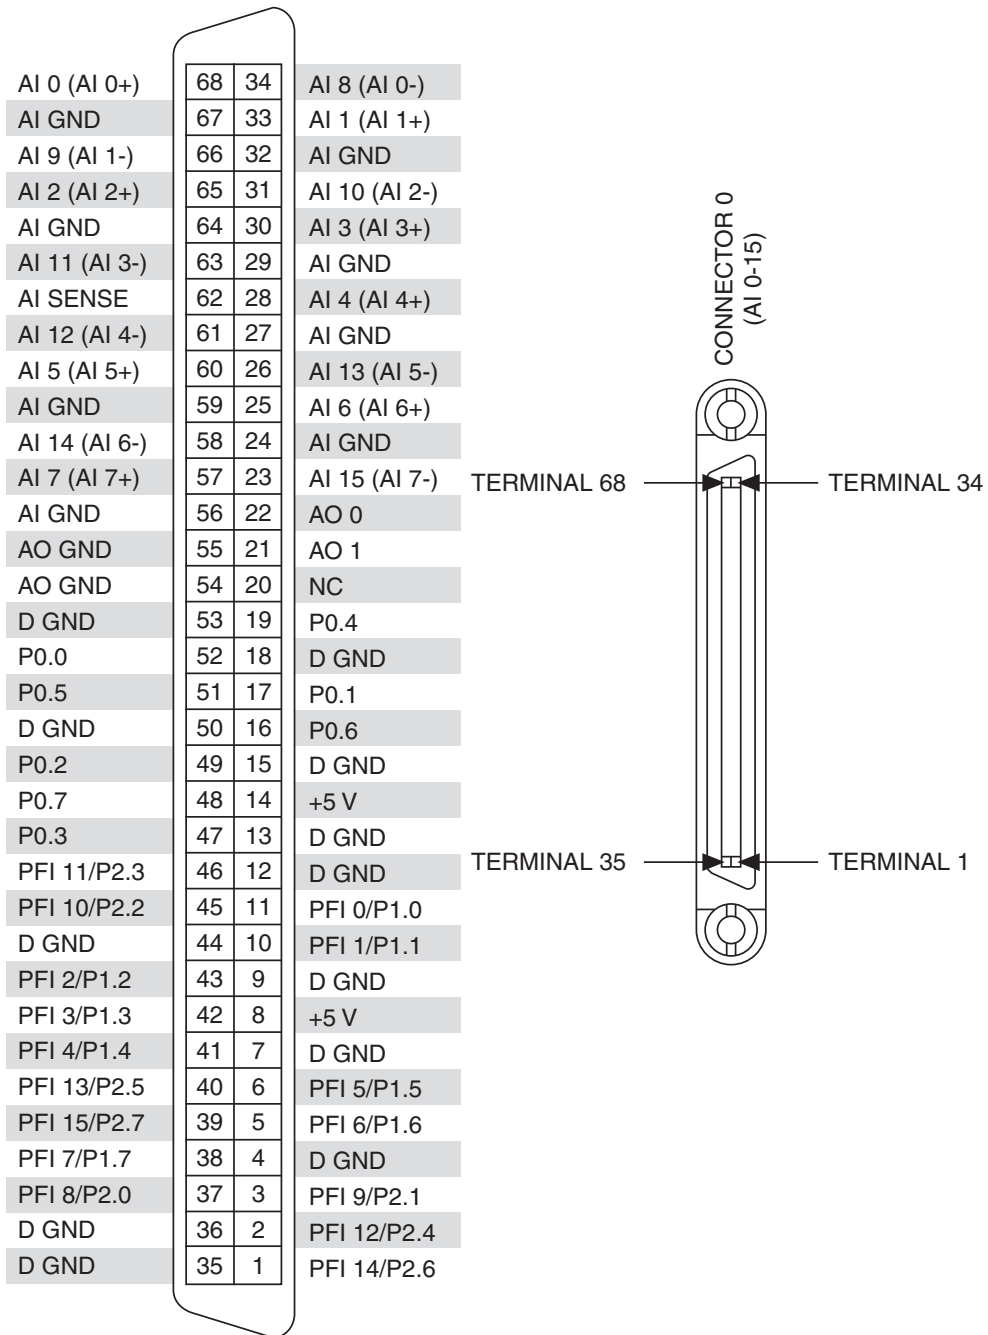 AI 0 (AI 0+) 68 34 AI 8 (AI 0-)
AI GND 67 33 AI 1 (AI 1+)
AI 9 (AI 1-) 66 32 AI GND
AI 2 (AI 2+) 65 31 AI 10 (AI 2-)
AI GND 64 30 AI 3 (AI 3+)
AI 11 (AI 3-) 63 29 AI GND
AI SENSE 62 28 AI 4 (AI 4+)
AI 12 (AI 4-) 61 27 AI GND
AI 5 (AI 5+) 60 26 AI 13 (AI 5-)
AI GND 59 25 AI 6 (AI 6+)
AI 14 (AI 6-) 58 24 AI GND
AI 7 (AI 7+) 57 23 AI 15 (AI 7-)
AI GND 56 22 AO 0
AO GND 55 21 AO 1
AO GND 54 20 NC
D GND 53 19 P0.4
P0.0 52 18 D GND
P0.5 51 17 P0.1
D GND 50 16 P0.6
P0.2 49 15 D GND
P0.7 48 14 +5 V
P0.3 47 13 D GND
PFI 11/P2.3 46 12 D GND
PFI 10/P2.2 45 11 PFI 0/P1.0
D GND 44 10 PFI 1/P1.1
PFI 2/P1.2 43 9 D GND
PFI 3/P1.3 42 8 +5 V
PFI 4/P1.4 41 7 D GND
PFI 13/P2.5 40 6 PFI 5/P1.5
PFI 15/P2.7 39 5 PFI 6/P1.6
PFI 7/P1.7 38 4 D GND
PFI 8/P2.0 37 3 PFI 9/P2.1
D GND 36 2 PFI 12/P2.4
D GND 35 1 PFI 14/P2.6
CONNECTOR 0
(AI 0-15)
TERMINAL 68 TERMINAL 34
TERMINAL 35 TERMINAL 1